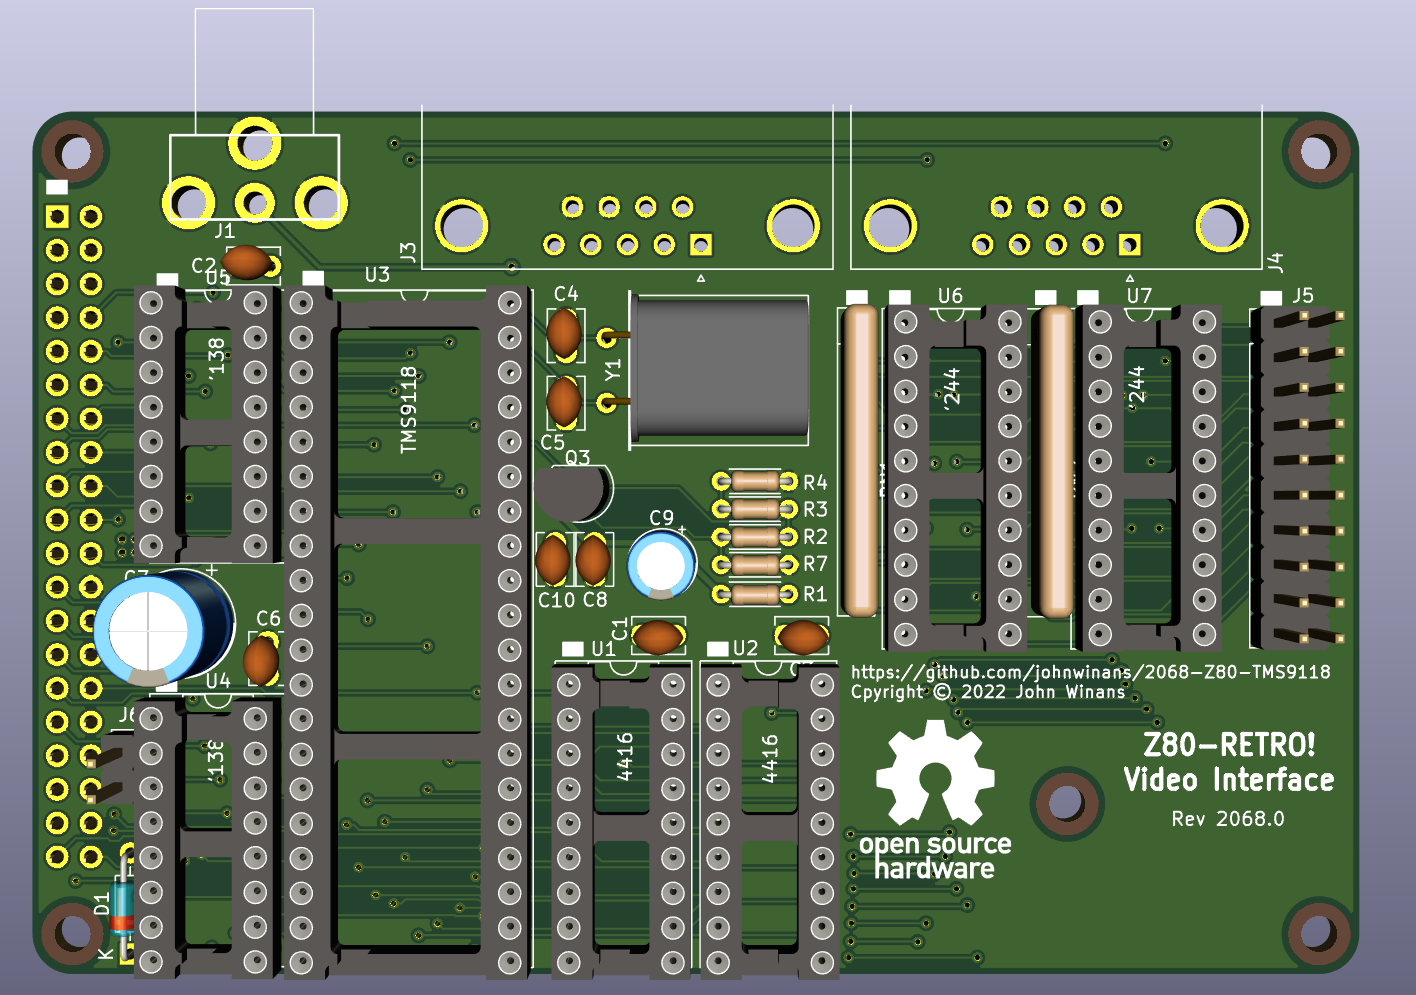 J1
J3
J4
C2
U5
U3
C4
U6
U7
J5
'138
TMS9118
Y1
'244
'244
C5
Q3
R4
R3
C9
+
R2
R7
C10
C8
R1
C7
+
C6
C1
U1
U2
U4
https://github.com/johnwinans/2068-Z80-TMS9118
Cpyright © 2022 John Winans
J6
'138
4416
4416
Z80-RETRO!
Video Interface
Rev 2068.0
open source
hardware
D1
K